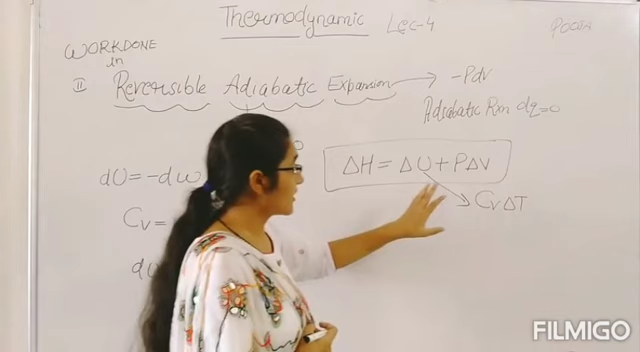 Thermodynamic Lec-4
WORKDONE
in
II Reversible Adiabatic Expansion → -PdV
Adiabatic Rxn dq=0
ΔH = ΔU + PΔV
→ CvΔT
dU = -dw
Cv =
FILMIGO